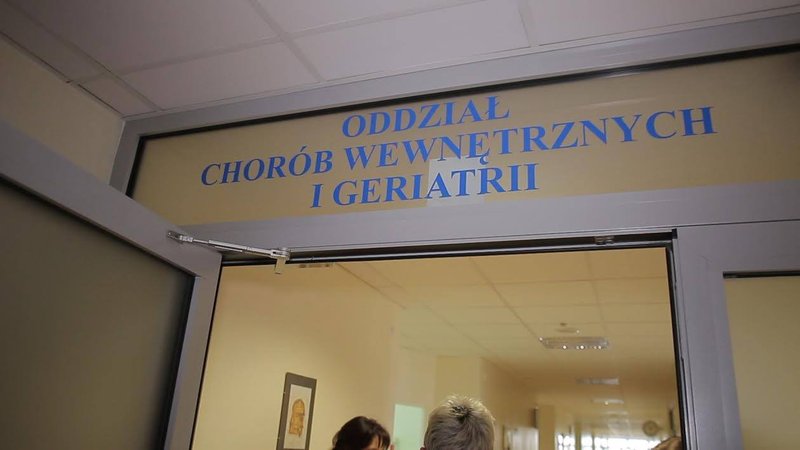 ODDZIAŁ
CHORÓB WEWNĘTRZNYCH
I GERIATRII